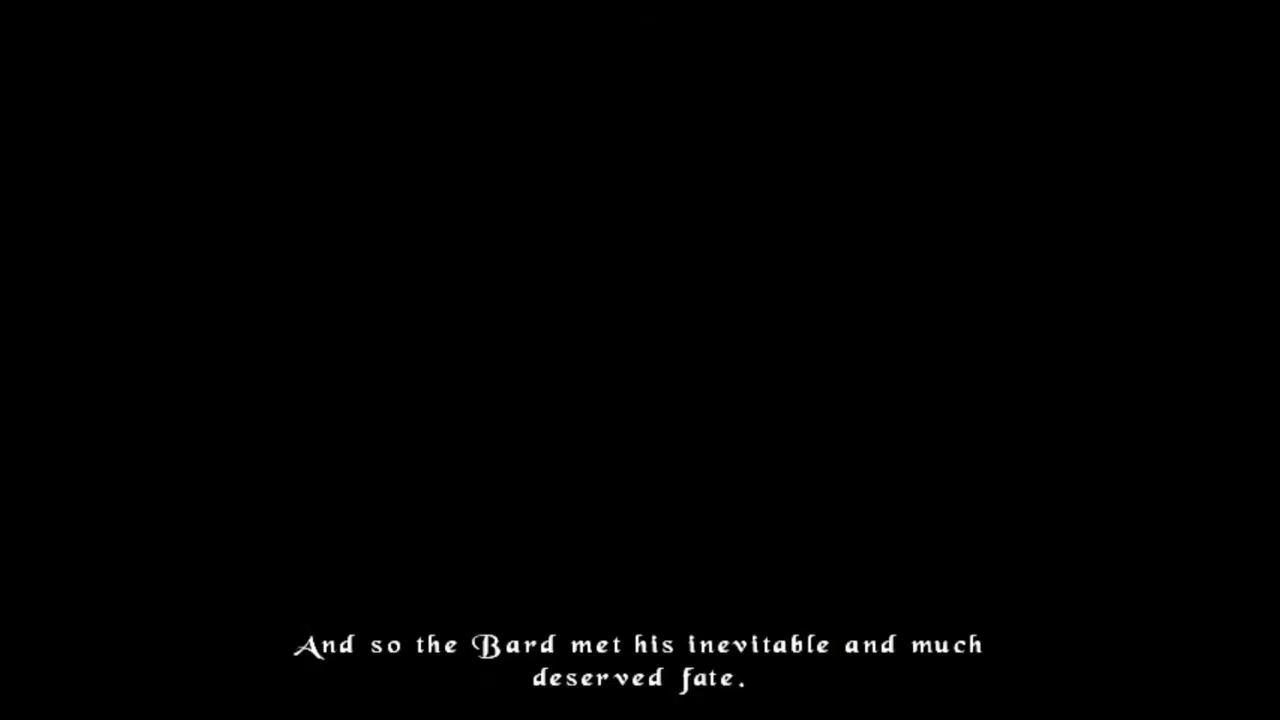 And so the Bard met his inevitable and much
deserved fate.